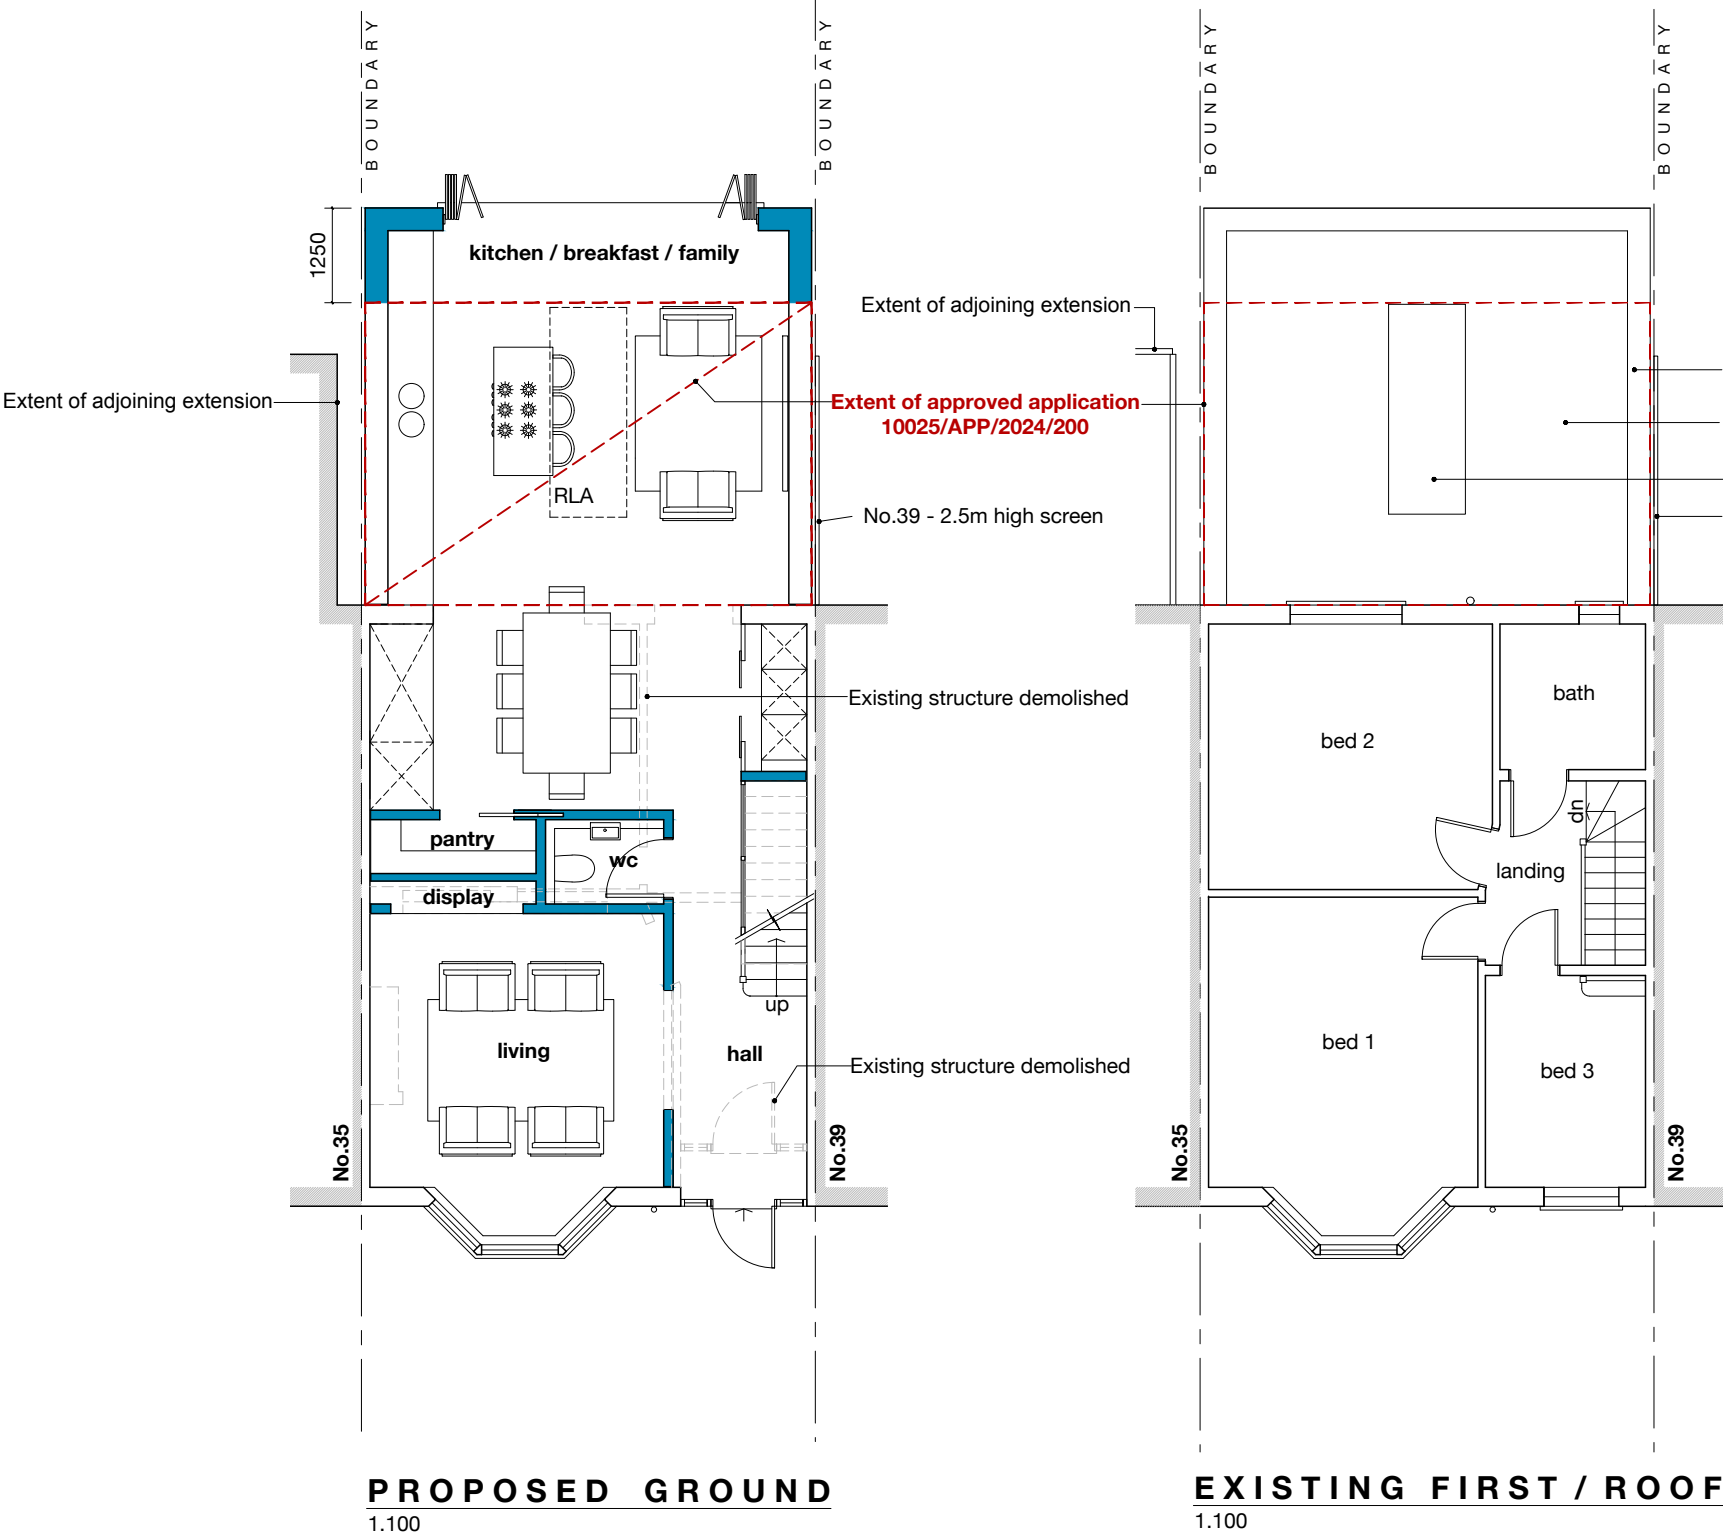 BOUNDARY
BOUNDARY
BOUNDARY
BOUNDARY
1250
kitchen / breakfast / family
Extent of adjoining extension
Extent of adjoining extension
Extent of approved application
10025/APP/2024/200
RLA
No.39 - 2.5m high screen
Existing structure demolished
bath
bed 2
dn
pantry
wc
landing
display
up
living
hall
bed 1
Existing structure demolished
bed 3
No.35
No.39
No.35
No.39
PROPOSED GROUND
1.100
EXISTING FIRST / ROOF
1.100